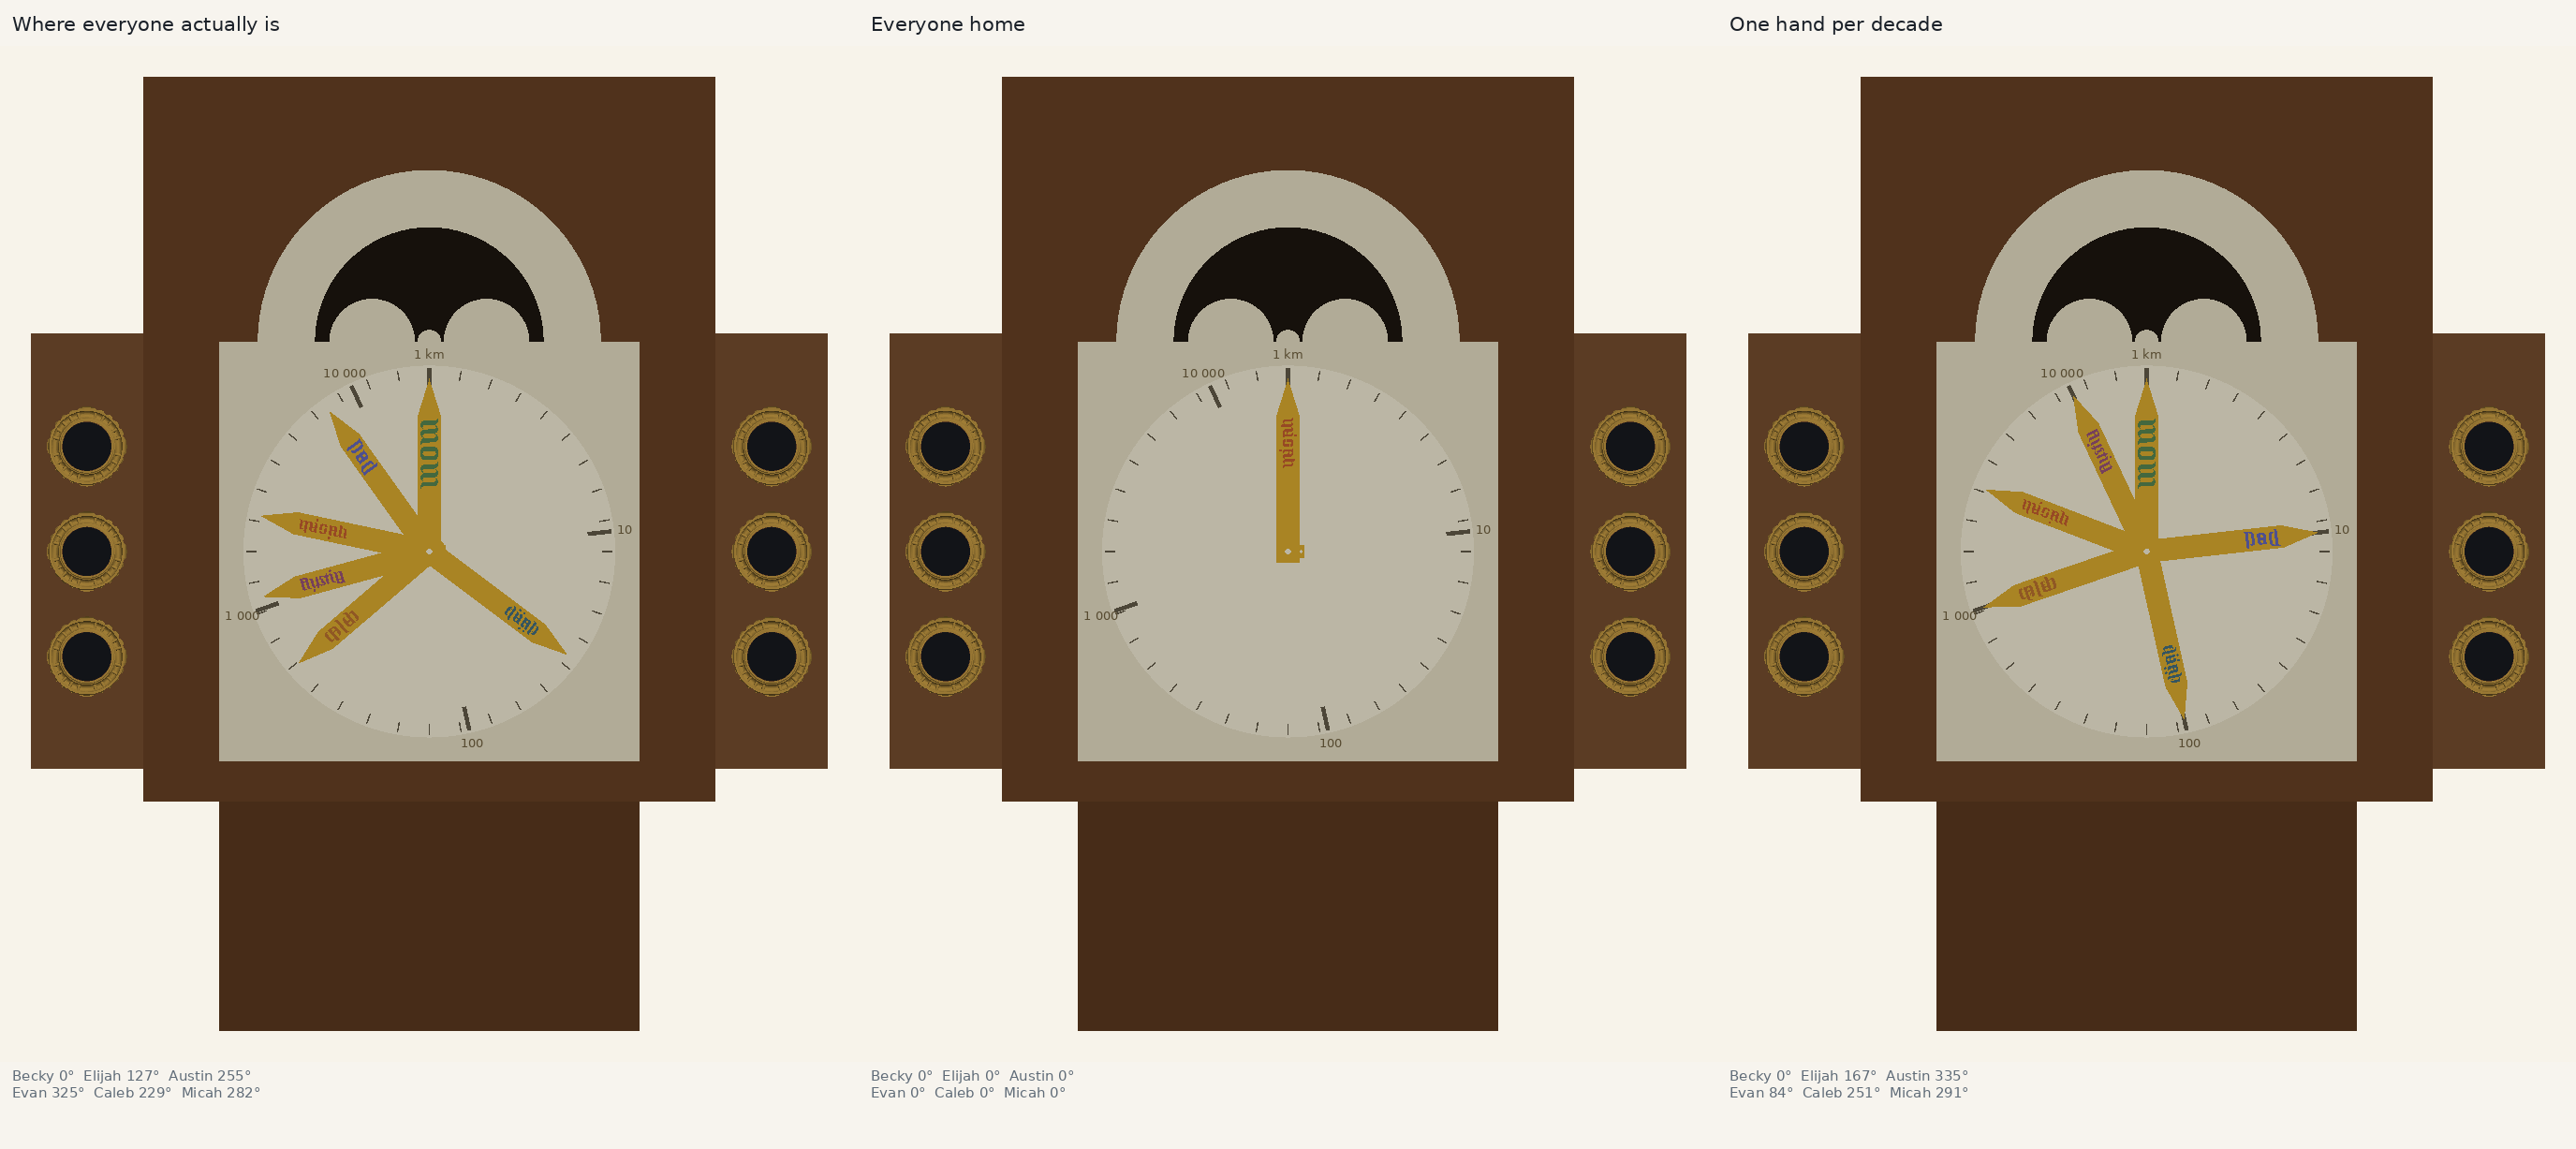 Where everyone actually is
Everyone home
One hand per decade
1 km
10 000
mom
Dad
10
Micah
Austin
1 000
Caleb
Elijah
100
1 km
10 000
Micah
10
1 000
100
1 km
10 000
mom
Austin
Micah
Dad
10
Caleb
1 000
Elijah
100
Becky 0° Elijah 127° Austin 255°
Evan 325° Caleb 229° Micah 282°
Becky 0° Elijah 0° Austin 0°
Evan 0° Caleb 0° Micah 0°
Becky 0° Elijah 167° Austin 335°
Evan 84° Caleb 251° Micah 291°